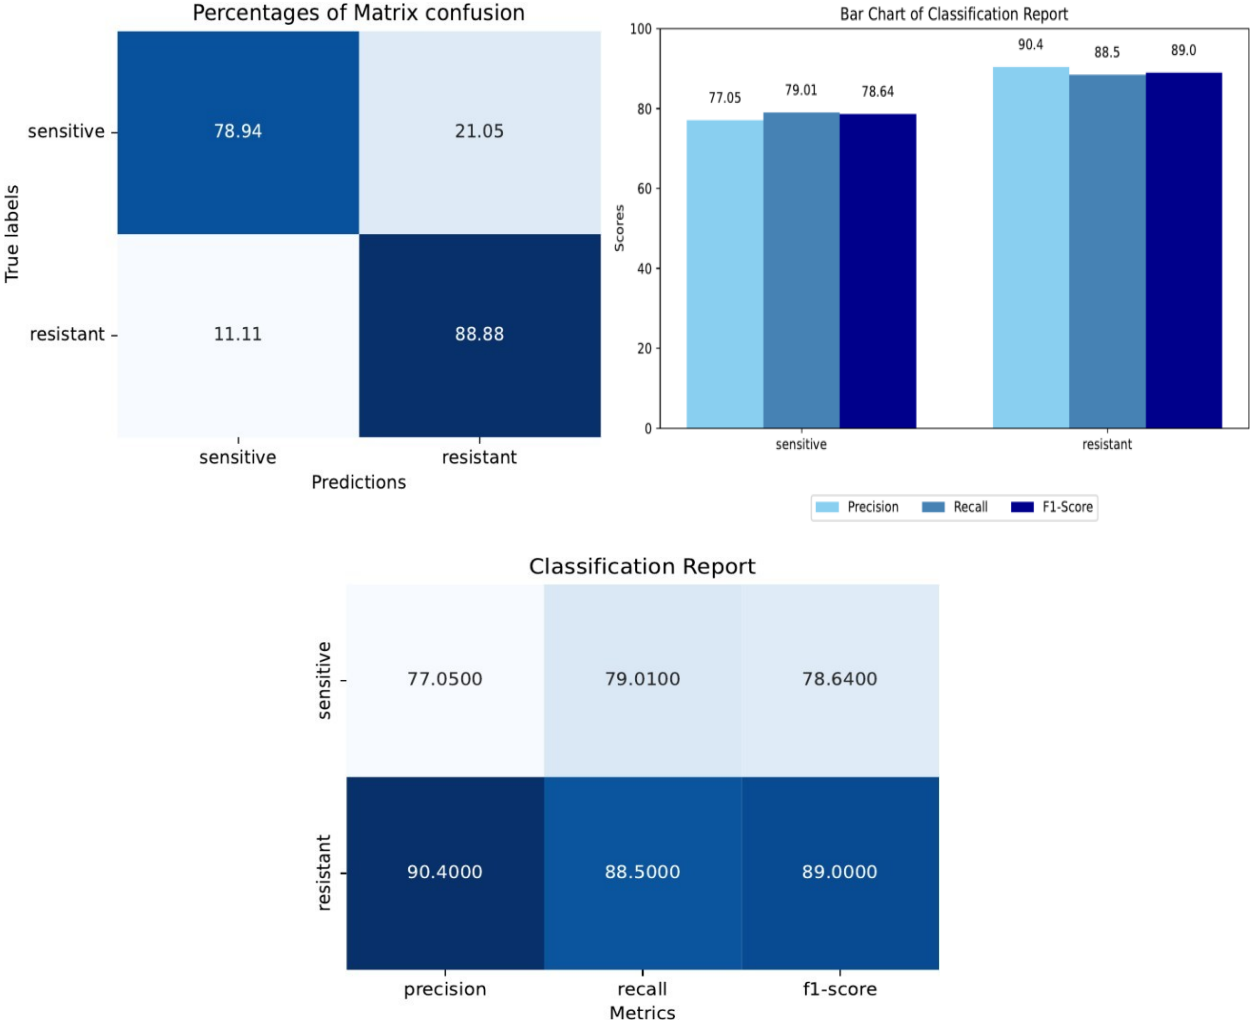 Percentages of Matrix confusion
True labels
sensitive
78.94 21.05
resistant
11.11 88.88
sensitive resistant
Predictions
Bar Chart of Classification Report
Scores
100
80
60
40
20
0
77.05 79.01 78.64
90.4 88.5 89.0
sensitive resistant
Precision Recall F1-Score
Classification Report
sensitive
77.0500 79.0100 78.6400
resistant
90.4000 88.5000 89.0000
precision recall f1-score
Metrics